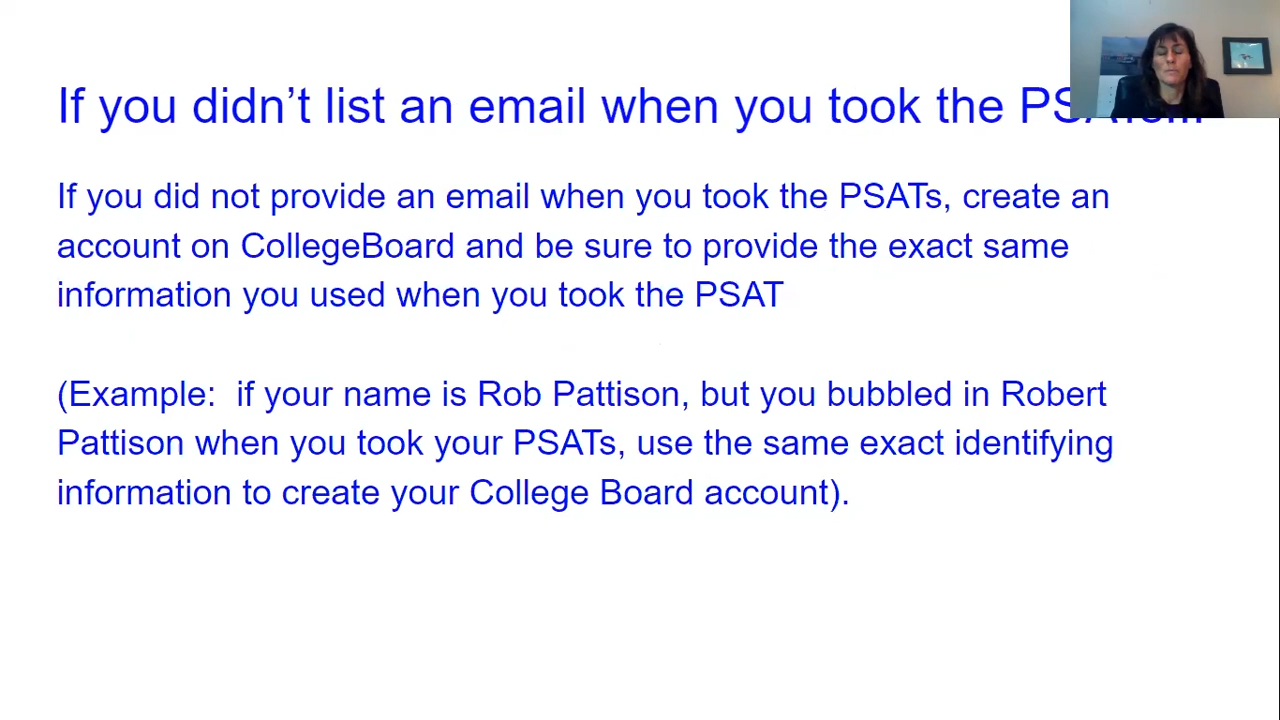 If you didn’t list an email when you took the
If you did not provide an email when you took the PSATs, create an
account on CollegeBoard and be sure to provide the exact same
information you used when you took the PSAT
(Example:  if your name is Rob Pattison, but you bubbled in Robert
Pattison when you took your PSATs, use the same exact identifying
information to create your College Board account).